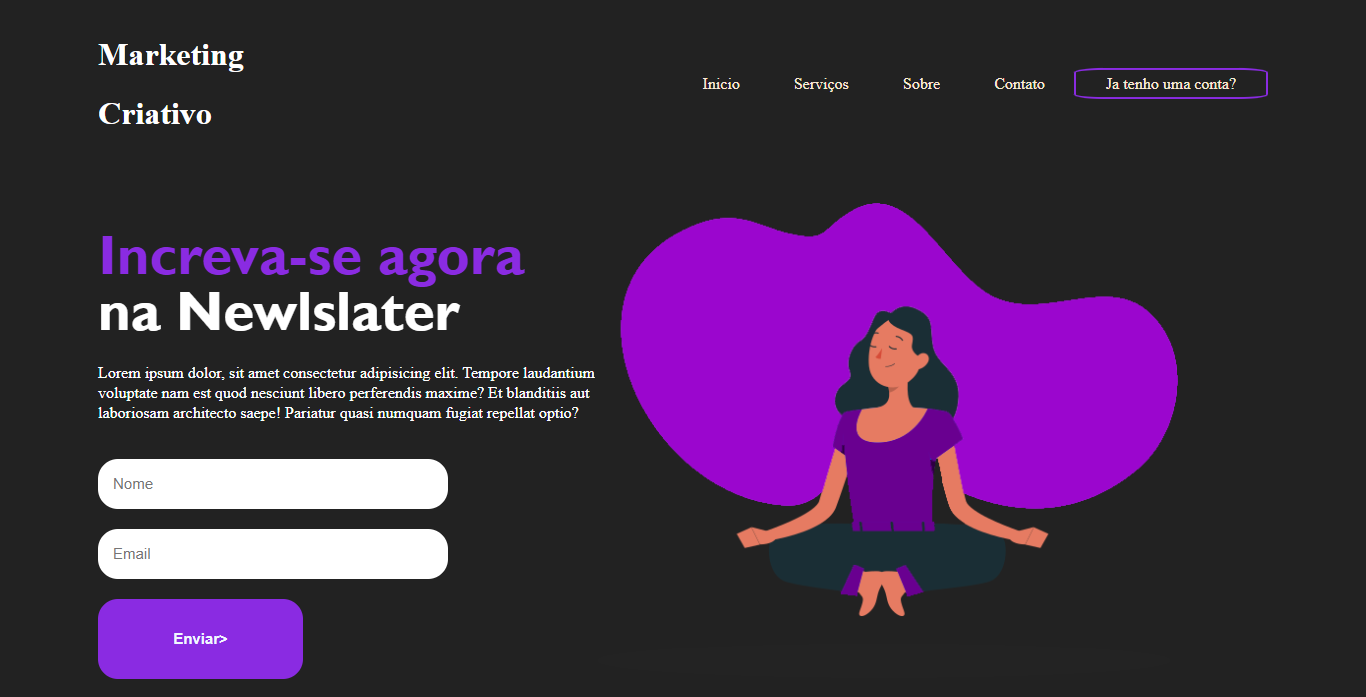 Marketing
Criativo
Inicio Serviços Sobre Contato Ja tenho uma conta?
Increva-se agora
na Newlslater
Lorem ipsum dolor, sit amet consectetur adipisicing elit. Tempore laudantium
voluptate nam est quod nesciunt libero perferendis maxime? Et blanditiis aut
laboriosam architecto saepe! Pariatur quasi numquam fugiat repellat optio?
Nome
Email
Enviar>